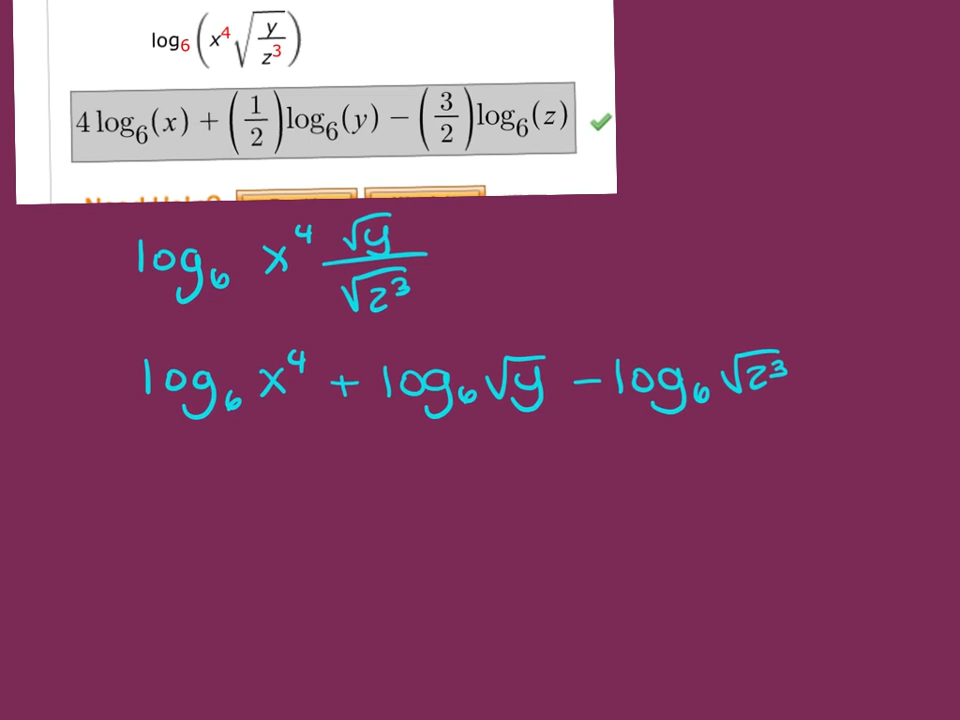 log₆(x⁴√(y/z³))
4 log₆(x) + (1/2)log₆(y) − (3/2)log₆(z)
log₆ x⁴ √y/√z³
log₆ x⁴ + log₆ √y − log₆ √z³